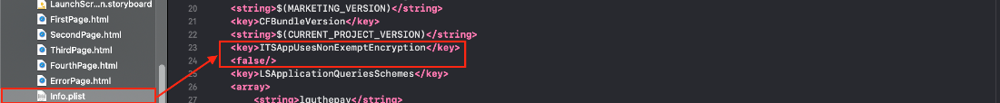 LaunchScr...n.storyboard
FirstPage.html
SecondPage.html
ThirdPage.html
FourthPage.html
ErrorPage.html
Info.plist
20 <string>$(MARKETING_VERSION)</string>
21 <key>CFBundleVersion</key>
22 <string>$(CURRENT_PROJECT_VERSION)</string>
23 <key>ITSAppUsesNonExemptEncryption</key>
24 <false/>
25 <key>LSApplicationQueriesSchemes</key>
26 <array>
27 <string>lguthepay</string>